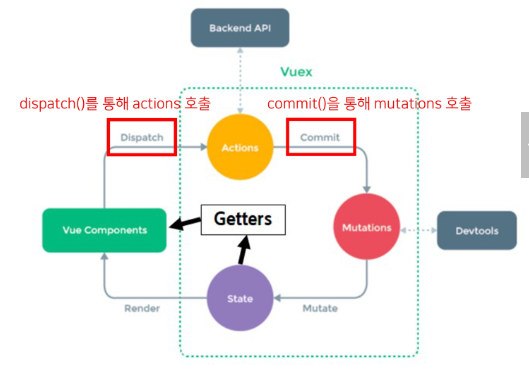 Backend API
Vuex
dispatch()를 통해 actions 호출
commit()을 통해 mutations 호출
Dispatch
Commit
Actions
Getters
Vue Components
Mutations
Devtools
State
Render
Mutate